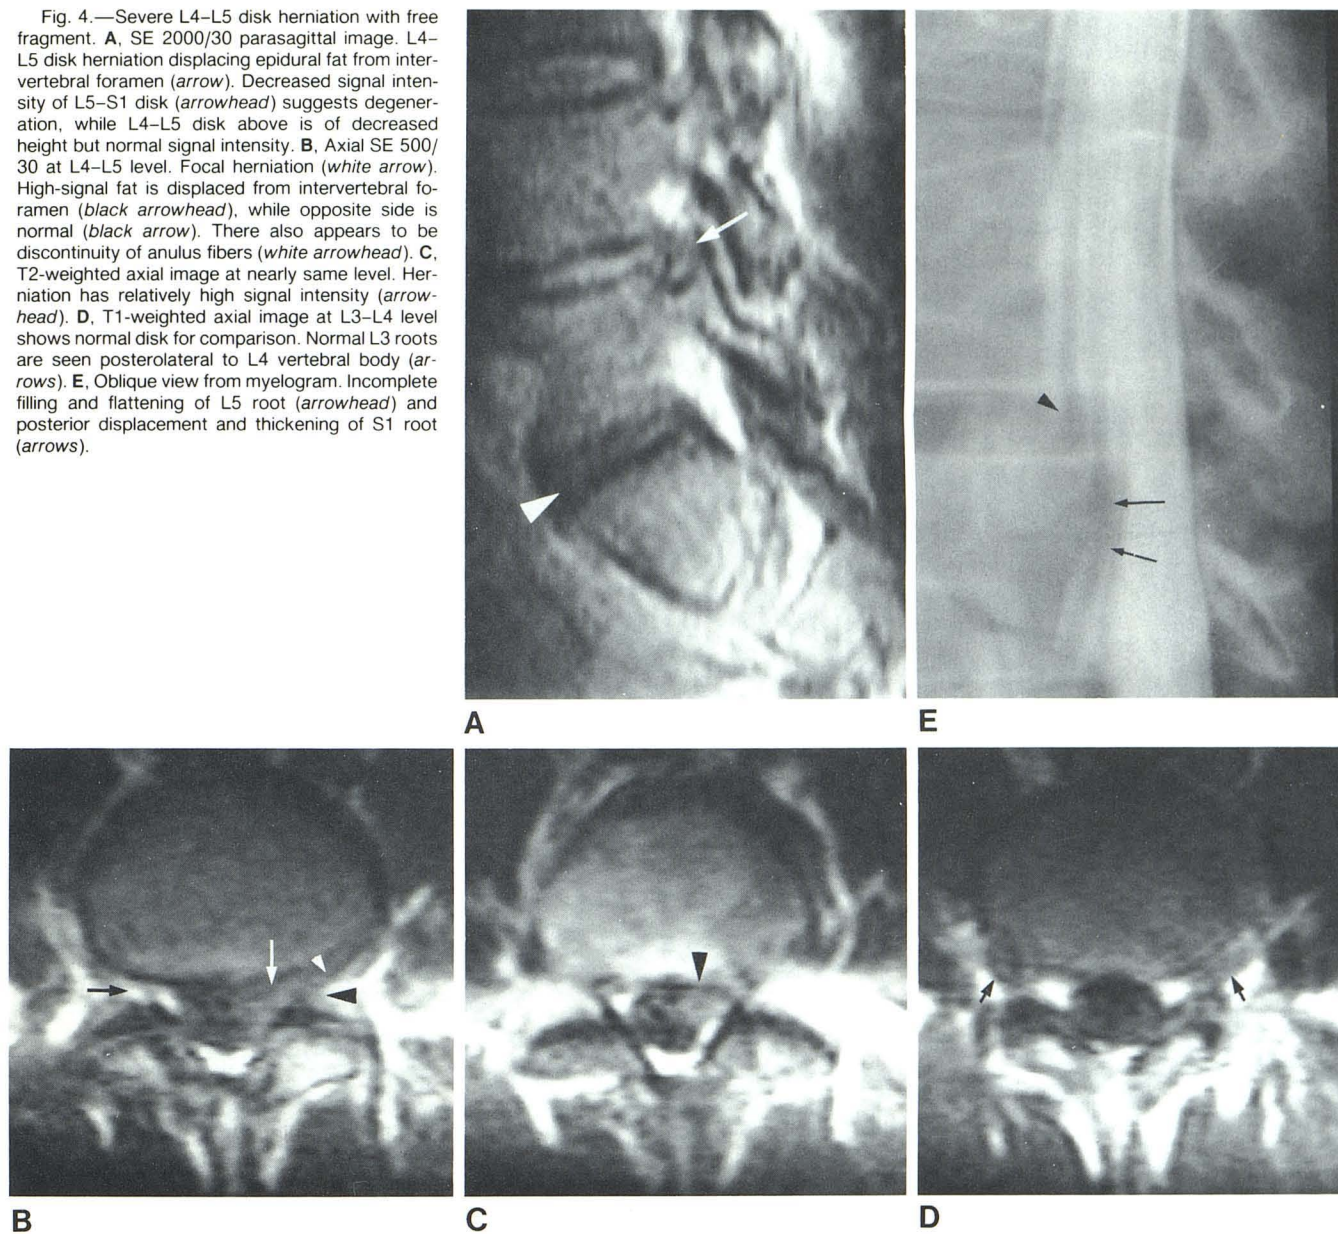 Fig. 4.—Severe L4–L5 disk herniation with free
fragment. A, SE 2000/30 parasagittal image. L4–
L5 disk herniation displacing epidural fat from inter-
vertebral foramen (arrow). Decreased signal inten-
sity of L5–S1 disk (arrowhead) suggests degener-
ation, while L4–L5 disk above is of decreased
height but normal signal intensity. B, Axial SE 500/
30 at L4–L5 level. Focal herniation (white arrow).
High-signal fat is displaced from intervertebral fo-
ramen (black arrowhead), while opposite side is
normal (black arrow). There also appears to be
discontinuity of anulus fibers (white arrowhead). C,
T2-weighted axial image at nearly same level. Her-
niation has relatively high signal intensity (arrow-
head). D, T1-weighted axial image at L3–L4 level
shows normal disk for comparison. Normal L3 roots
are seen posterolateral to L4 vertebral body (ar-
rows). E, Oblique view from myelogram. Incomplete
filling and flattening of L5 root (arrowhead) and
posterior displacement and thickening of S1 root
(arrows).
A
E
B
C
D